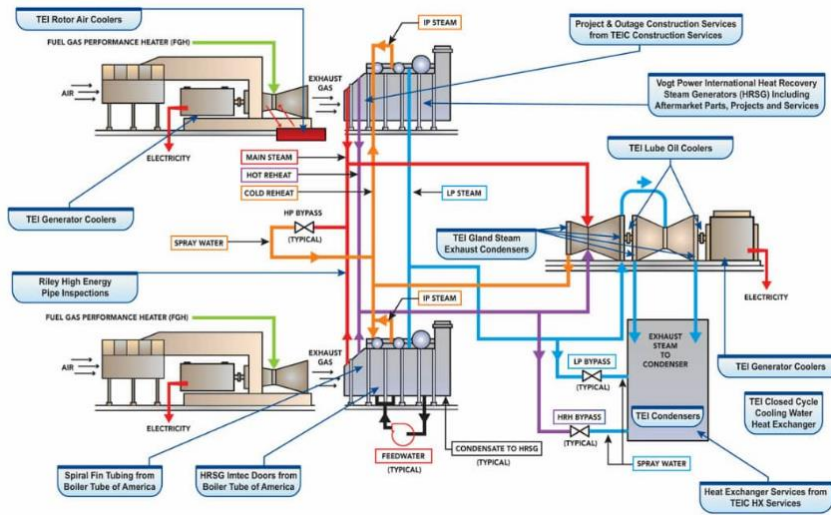 TEI Rotor Air Coolers
FUEL GAS PERFORMANCE HEATER (FGH)
AIR
ELECTRICITY
EXHAUST
GAS
TEI Generator Coolers
IP STEAM
Project & Outage Construction Services
from TEIC Construction Services
Vogt Power International Heat Recovery
Steam Generators (HRSG) Including
Aftermarket Parts, Projects and Services
MAIN STEAM
HOT REHEAT
COLD REHEAT
LP STEAM
TEI Lube Oil Coolers
HP BYPASS
(TYPICAL)
SPRAY WATER
TEI Gland Steam
Exhaust Condensers
ELECTRICITY
Riley High Energy
Pipe Inspections
IP STEAM
FUEL GAS PERFORMANCE HEATER (FGH)
AIR
ELECTRICITY
EXHAUST
GAS
EXHAUST
STEAM
TO
CONDENSER
LP BYPASS
(TYPICAL)
TEI Generator Coolers
HRH BYPASS
(TYPICAL)
TEI Condensers
TEI Closed Cycle
Cooling Water
Heat Exchanger
FEEDWATER
(TYPICAL)
CONDENSATE TO HRSG
(TYPICAL)
SPRAY WATER
Spiral Fin Tubing from
Boiler Tube of America
HRSG Imtec Doors from
Boiler Tube of America
Heat Exchanger Services from
TEIC HX Services